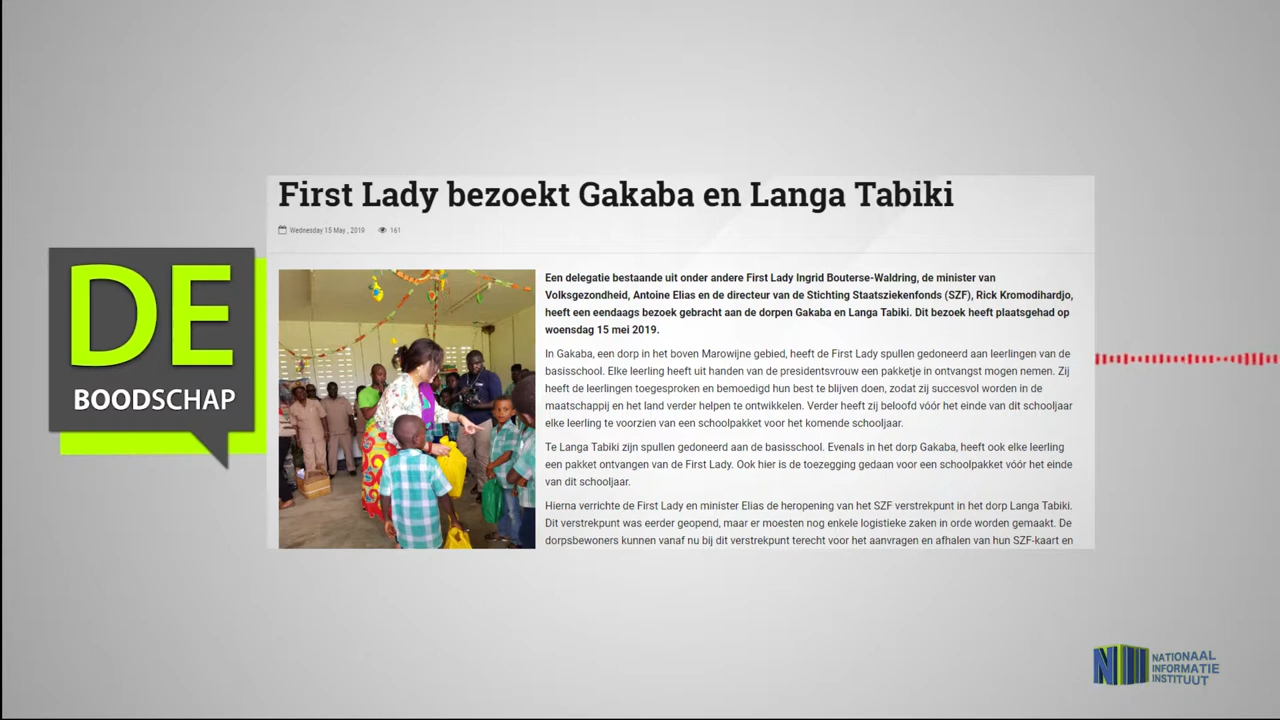 First Lady bezoekt Gakaba en Langa Tabiki
Wednesday 15 May , 2019 161
DE
BOODSCHAP
Een delegatie bestaande uit onder andere First Lady Ingrid Bouterse-Waldring, de minister van
Volksgezondheid, Antoine Elias en de directeur van de Stichting Staatsziekenfonds (SZF), Rick Kromodihardjo,
heeft een eendaags bezoek gebracht aan de dorpen Gakaba en Langa Tabiki. Dit bezoek heeft plaatsgehad op
woensdag 15 mei 2019.
In Gakaba, een dorp in het boven Marowijne gebied, heeft de First Lady spullen gedoneerd aan leerlingen van de
basisschool. Elke leerling heeft uit handen van de presidentsvrouw een pakketje in ontvangst mogen nemen. Zij
heeft de leerlingen toegesproken en bemoedigd hun best te blijven doen, zodat zij succesvol worden in de
maatschappij en het land verder helpen te ontwikkelen. Verder heeft zij beloofd vóór het einde van dit schooljaar
elke leerling te voorzien van een schoolpakket voor het komende schooljaar.
Te Langa Tabiki zijn spullen gedoneerd aan de basisschool. Evenals in het dorp Gakaba, heeft ook elke leerling
een pakket ontvangen van de First Lady. Ook hier is de toezegging gedaan voor een schoolpakket vóór het einde
van dit schooljaar.
Hierna verrichte de First Lady en minister Elias de heropening van het SZF verstrekpunt in het dorp Langa Tabiki.
Dit verstrekpunt was eerder geopend, maar er moesten nog enkele logistieke zaken in orde worden gemaakt. De
dorpsbewoners kunnen vanaf nu bij dit verstrekpunt terecht voor het aanvragen en afhalen van hun SZF-kaart en
NATIONAAL
INFORMATIE
INSTITUUT